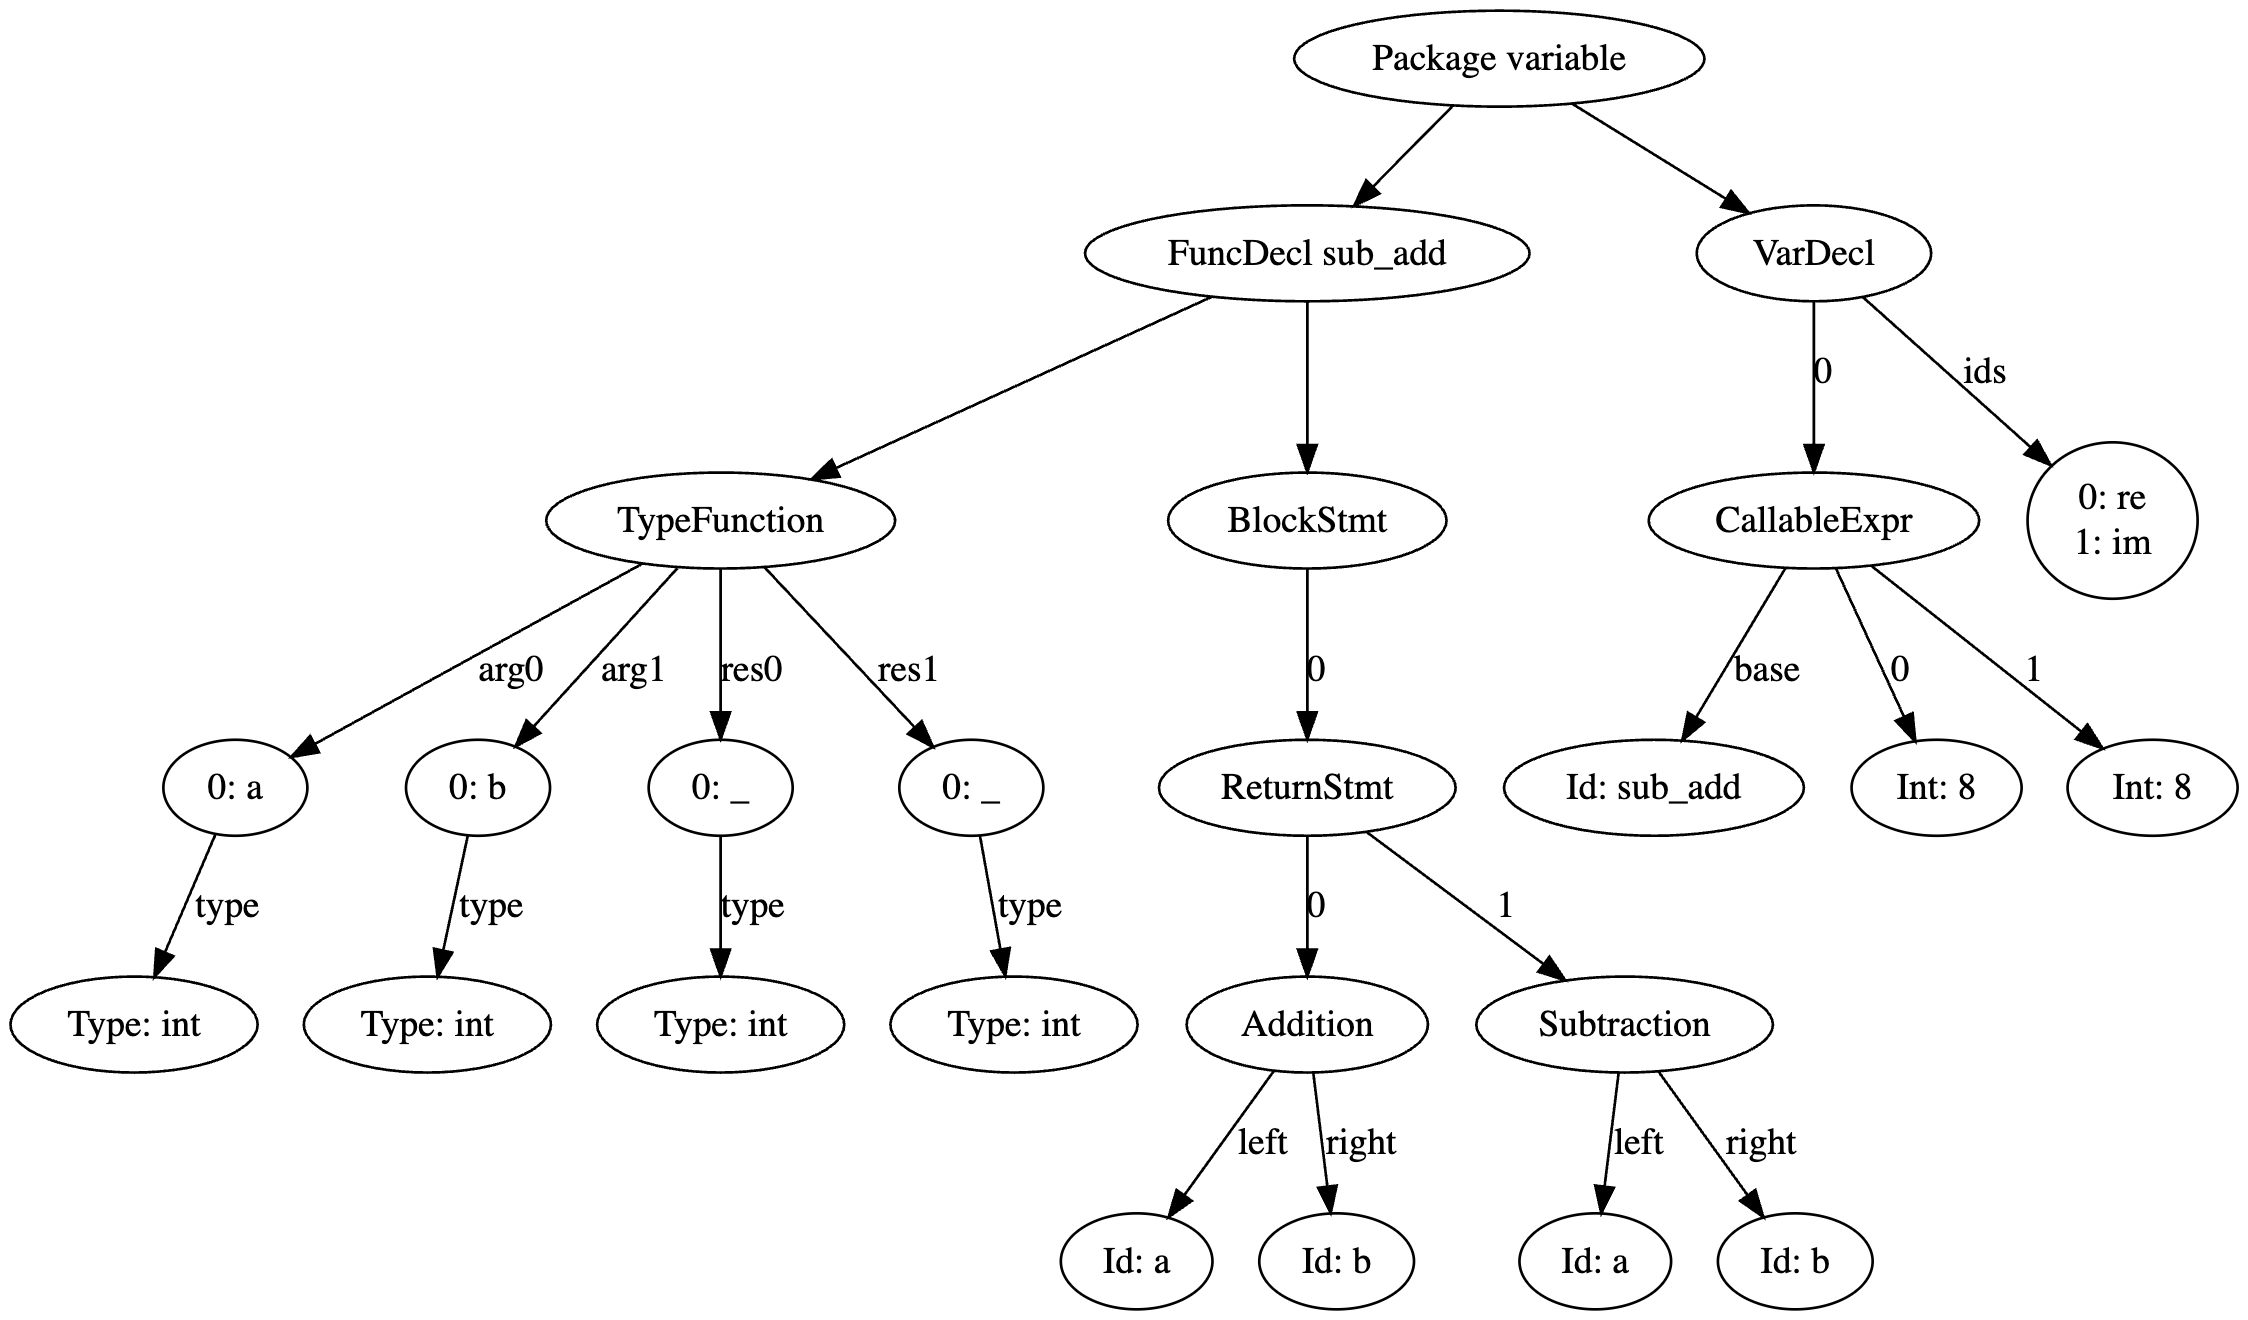 Package variable
FuncDecl sub_add
VarDecl
0
ids
TypeFunction
BlockStmt
CallableExpr
0: re
1: im
arg0
arg1
res0
res1
0
base
0
1
0: a
0: b
0: _
0: _
ReturnStmt
Id: sub_add
Int: 8
Int: 8
type
type
type
type
0
1
Type: int
Type: int
Type: int
Type: int
Addition
Subtraction
left
right
left
right
Id: a
Id: b
Id: a
Id: b